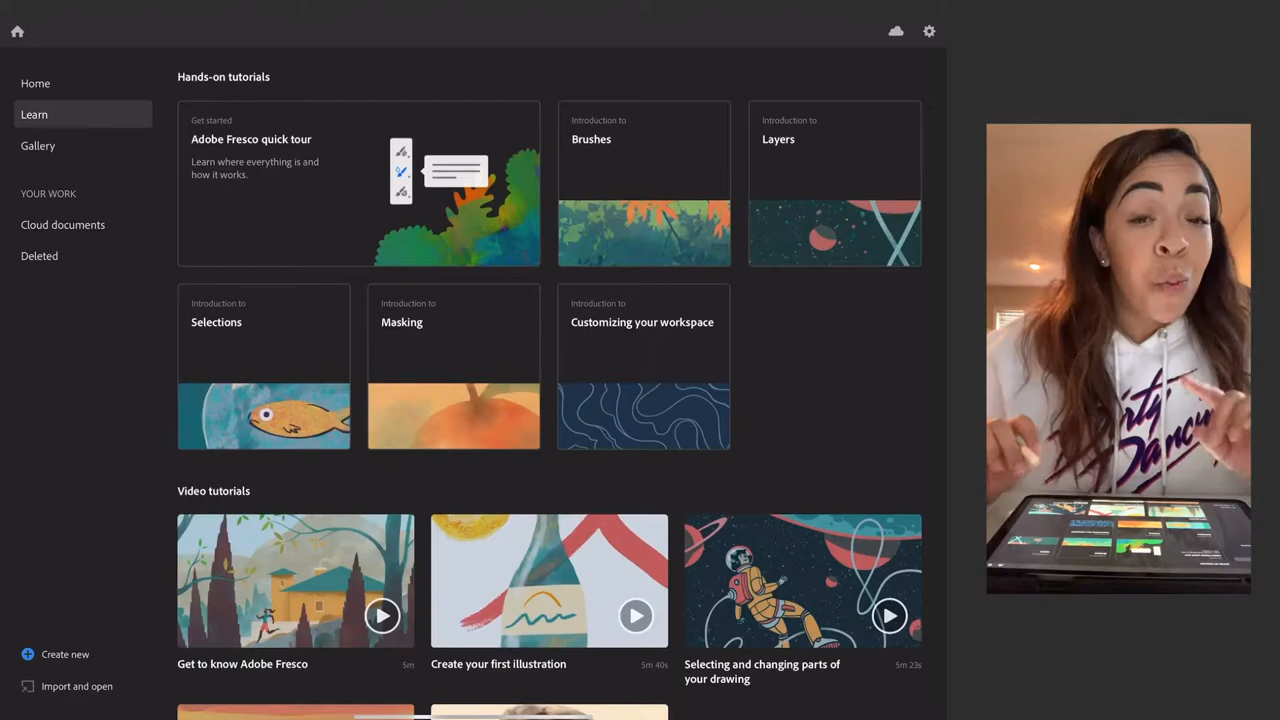 Home
Learn
Gallery
YOUR WORK
Cloud documents
Deleted
Create new
Import and open
Hands-on tutorials
Get started
Adobe Fresco quick tour
Learn where everything is and
how it works.
Introduction to
Brushes
Introduction to
Layers
Introduction to
Selections
Introduction to
Masking
Introduction to
Customizing your workspace
Video tutorials
Get to know Adobe Fresco
5m
Create your first illustration
5m 40s
Selecting and changing parts of
your drawing
5m 23s